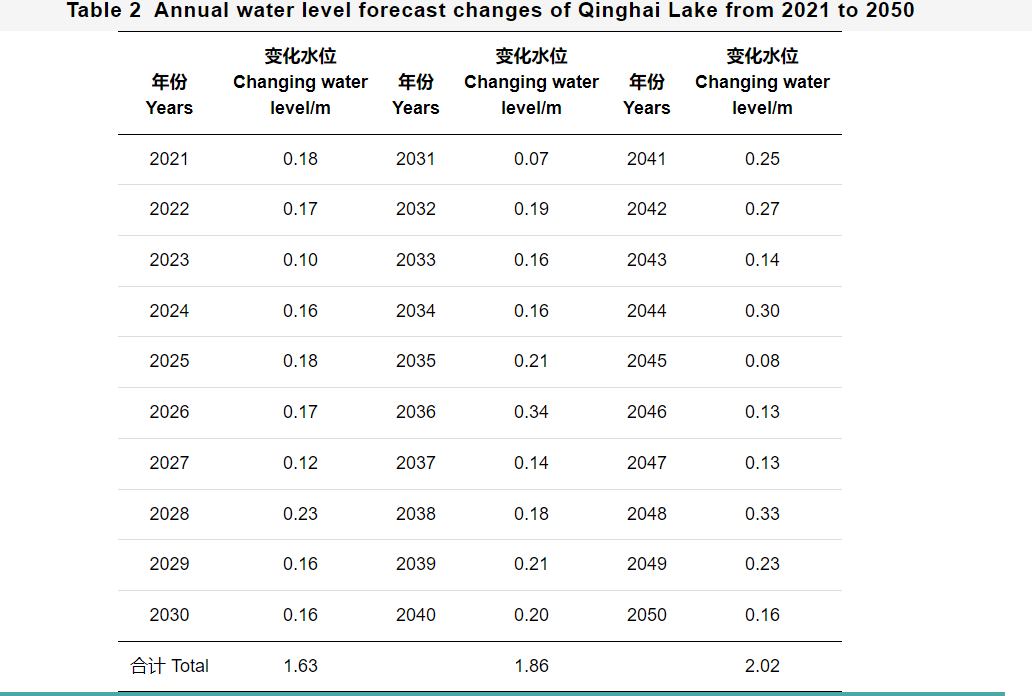 Table 2 Annual water level forecast changes of Qinghai Lake from 2021 to 2050
年份 Years 变化水位 Changing water level/m 年份 Years 变化水位 Changing water level/m 年份 Years 变化水位 Changing water level/m
2021 0.18 2031 0.07 2041 0.25
2022 0.17 2032 0.19 2042 0.27
2023 0.10 2033 0.16 2043 0.14
2024 0.16 2034 0.16 2044 0.30
2025 0.18 2035 0.21 2045 0.08
2026 0.17 2036 0.34 2046 0.13
2027 0.12 2037 0.14 2047 0.13
2028 0.23 2038 0.18 2048 0.33
2029 0.16 2039 0.21 2049 0.23
2030 0.16 2040 0.20 2050 0.16
合计 Total 1.63 1.86 2.02